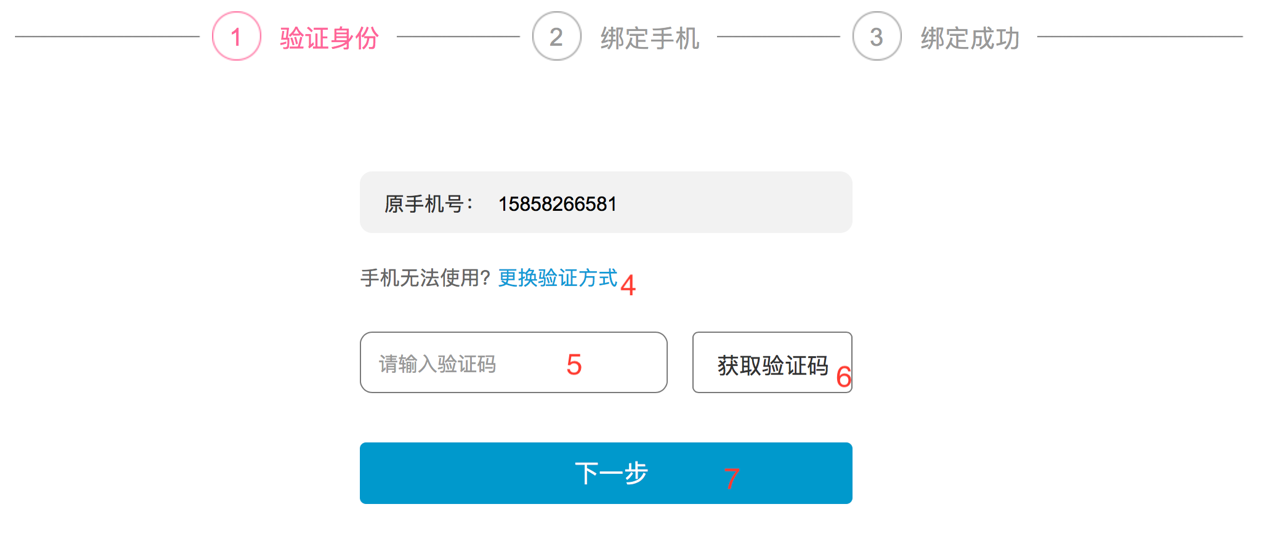 1 验证身份 2 绑定手机 3 绑定成功
原手机号： 15858266581
手机无法使用? 更换验证方式 4
请输入验证码 5 获取验证码 6
下一步 7